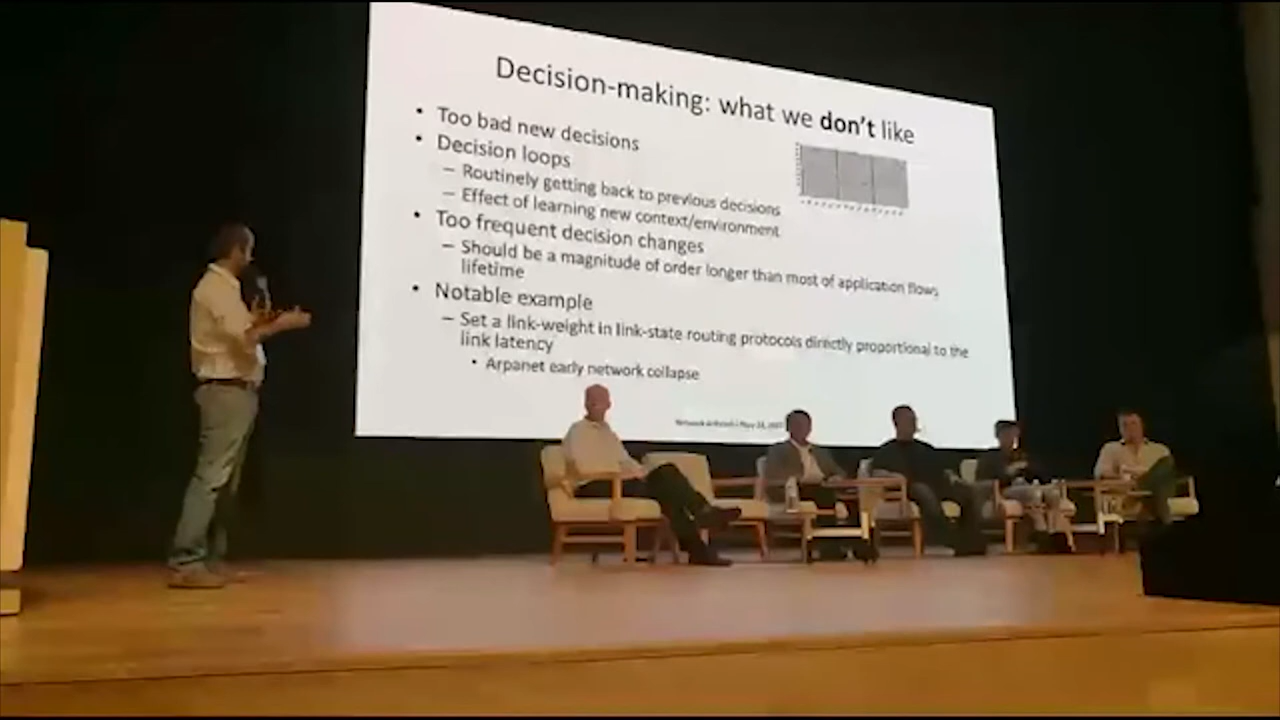 Decision-making: what we don't like
• Too bad new decisions
• Decision loops
– Routinely getting back to previous decisions
– Effect of learning new context/environment
• Too frequent decision changes
– Should be a magnitude of order longer than most of application flows
lifetime
• Notable example
– Set a link-weight in link-state routing protocols directly proportional to the
link latency
• Arpanet early network collapse